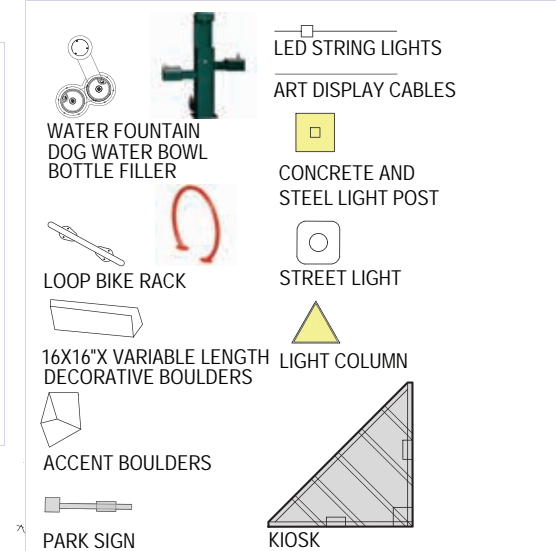 WATER FOUNTAIN
DOG WATER BOWL
BOTTLE FILLER
LOOP BIKE RACK
16X16"X VARIABLE LENGTH
DECORATIVE BOULDERS
ACCENT BOULDERS
PARK SIGN
LED STRING LIGHTS
ART DISPLAY CABLES
CONCRETE AND
STEEL LIGHT POST
STREET LIGHT
LIGHT COLUMN
KIOSK